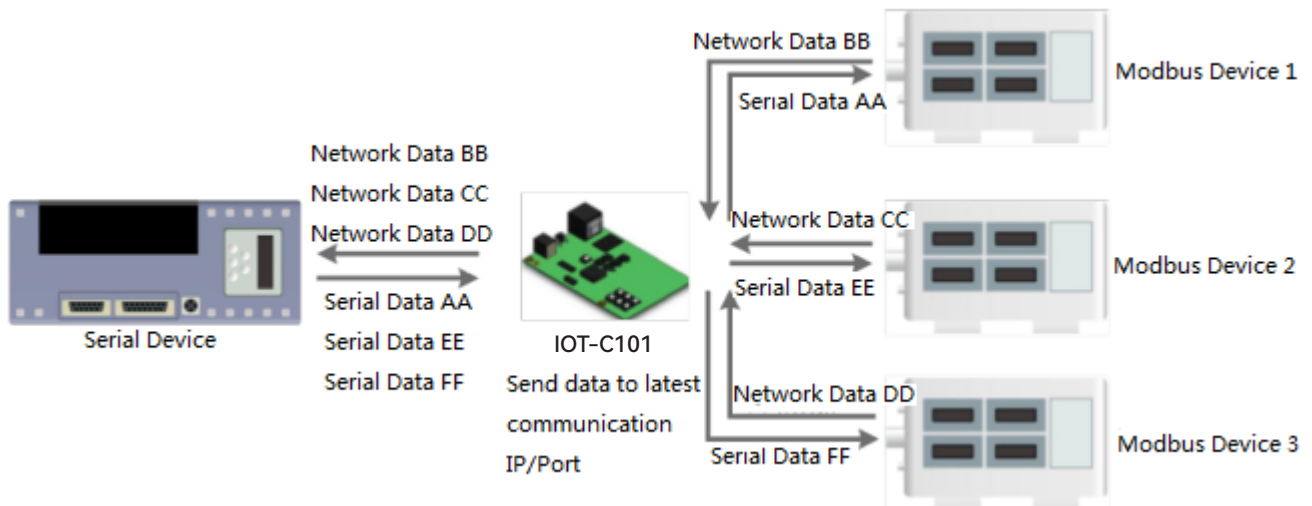 Network Data BB
Serial Data AA
Modbus Device 1
Network Data BB
Network Data CC
Network Data DD
Serial Data AA
Serial Data EE
Serial Data FF
Serial Device
IOT-C101
Send data to latest
communication
IP/Port
Network Data CC
Serial Data EE
Modbus Device 2
Network Data DD
Serial Data FF
Modbus Device 3